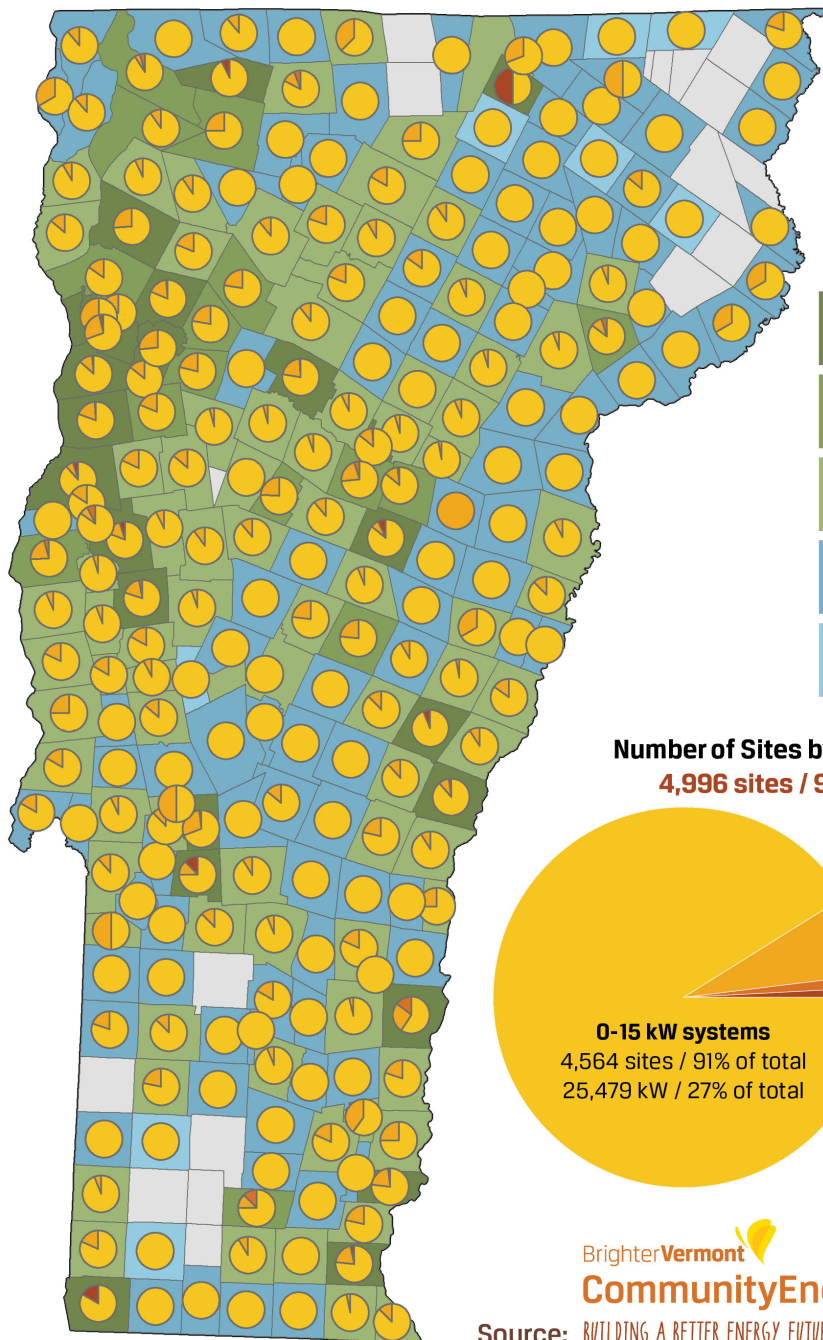 Number of Sites b
4,996 sites / 9
0-15 kW systems
4,564 sites / 91% of total
25,479 kW / 27% of total
BrighterVermont
CommunityEn
Source: BUILDING A BETTER ENERGY FUTU